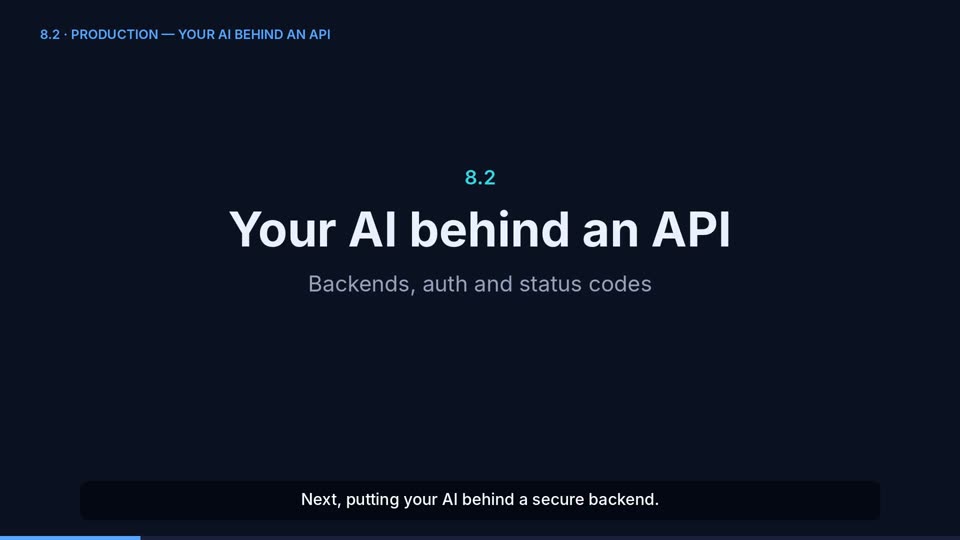 8.2 · PRODUCTION — YOUR AI BEHIND AN API
8.2
Your AI behind an API
Backends, auth and status codes
Next, putting your AI behind a secure backend.